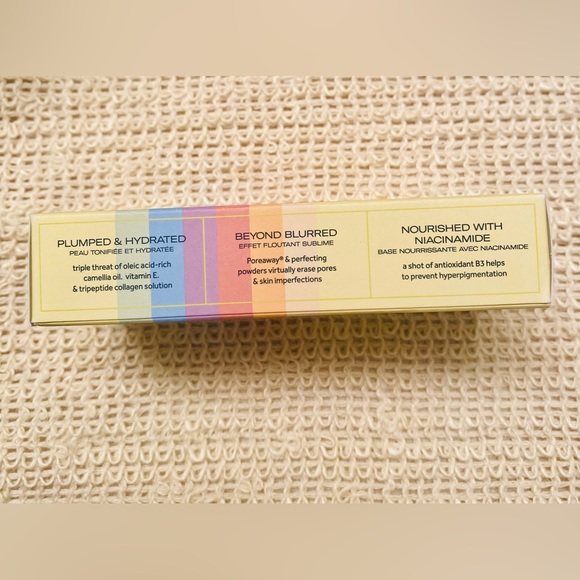 PLUMPED & HYDRATED
PEAU TONIFIÉE ET HYDRATÉE
triple threat of oleic acid-rich
camellia oil. vitamin E.
& tripeptide collagen solution
BEYOND BLURRED
EFFET FLOUTANT SUBLIME
Poreaway® & perfecting
powders virtually erase pores
& skin imperfections
NOURISHED WITH
NIACINAMIDE
BASE NOURRISSANTE AVEC NIACINAMIDE
a shot of antioxidant B3 helps
to prevent hyperpigmentation